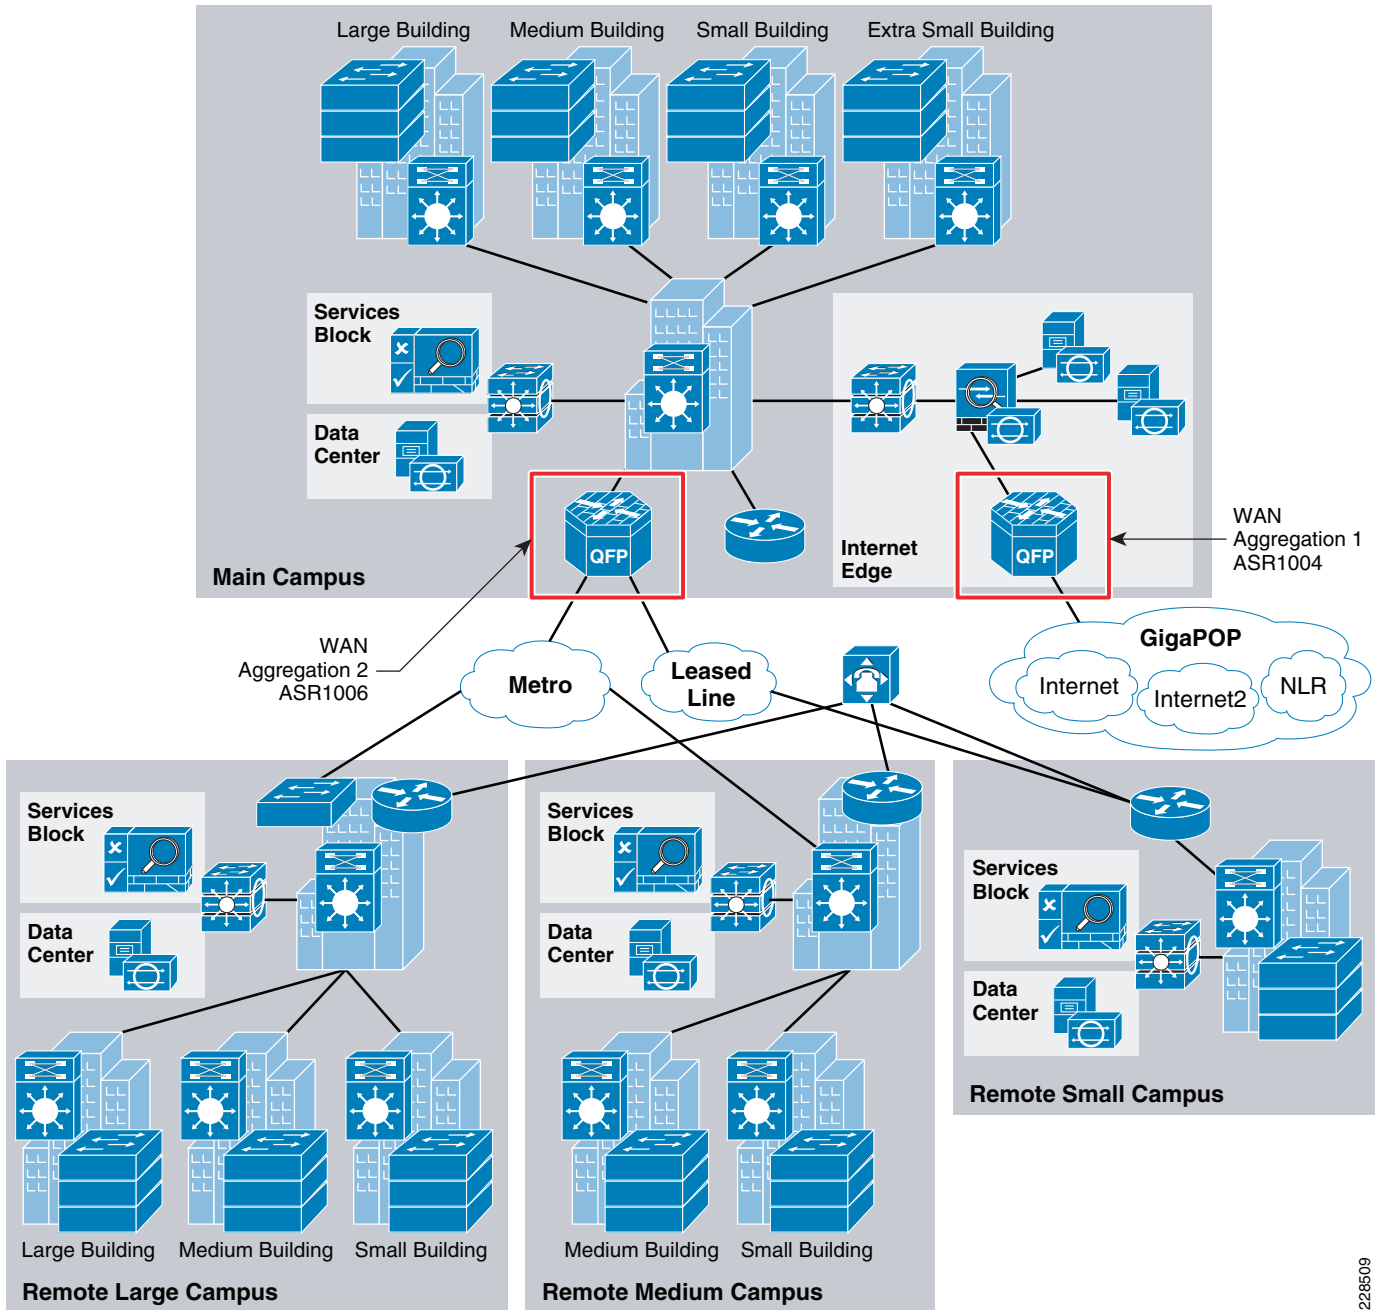 Large Building
Medium Building
Small Building
Extra Small Building
Services
Block
Data
Center
QFP
QFP
Internet
Edge
WAN
Aggregation 1
ASR1004
Main Campus
WAN
Aggregation 2
ASR1006
Metro
Leased
Line
GigaPOP
Internet
Internet2
NLR
Services
Block
Data
Center
Large Building
Medium Building
Small Building
Remote Large Campus
Services
Block
Data
Center
Medium Building
Small Building
Remote Medium Campus
Services
Block
Data
Center
Remote Small Campus
228509